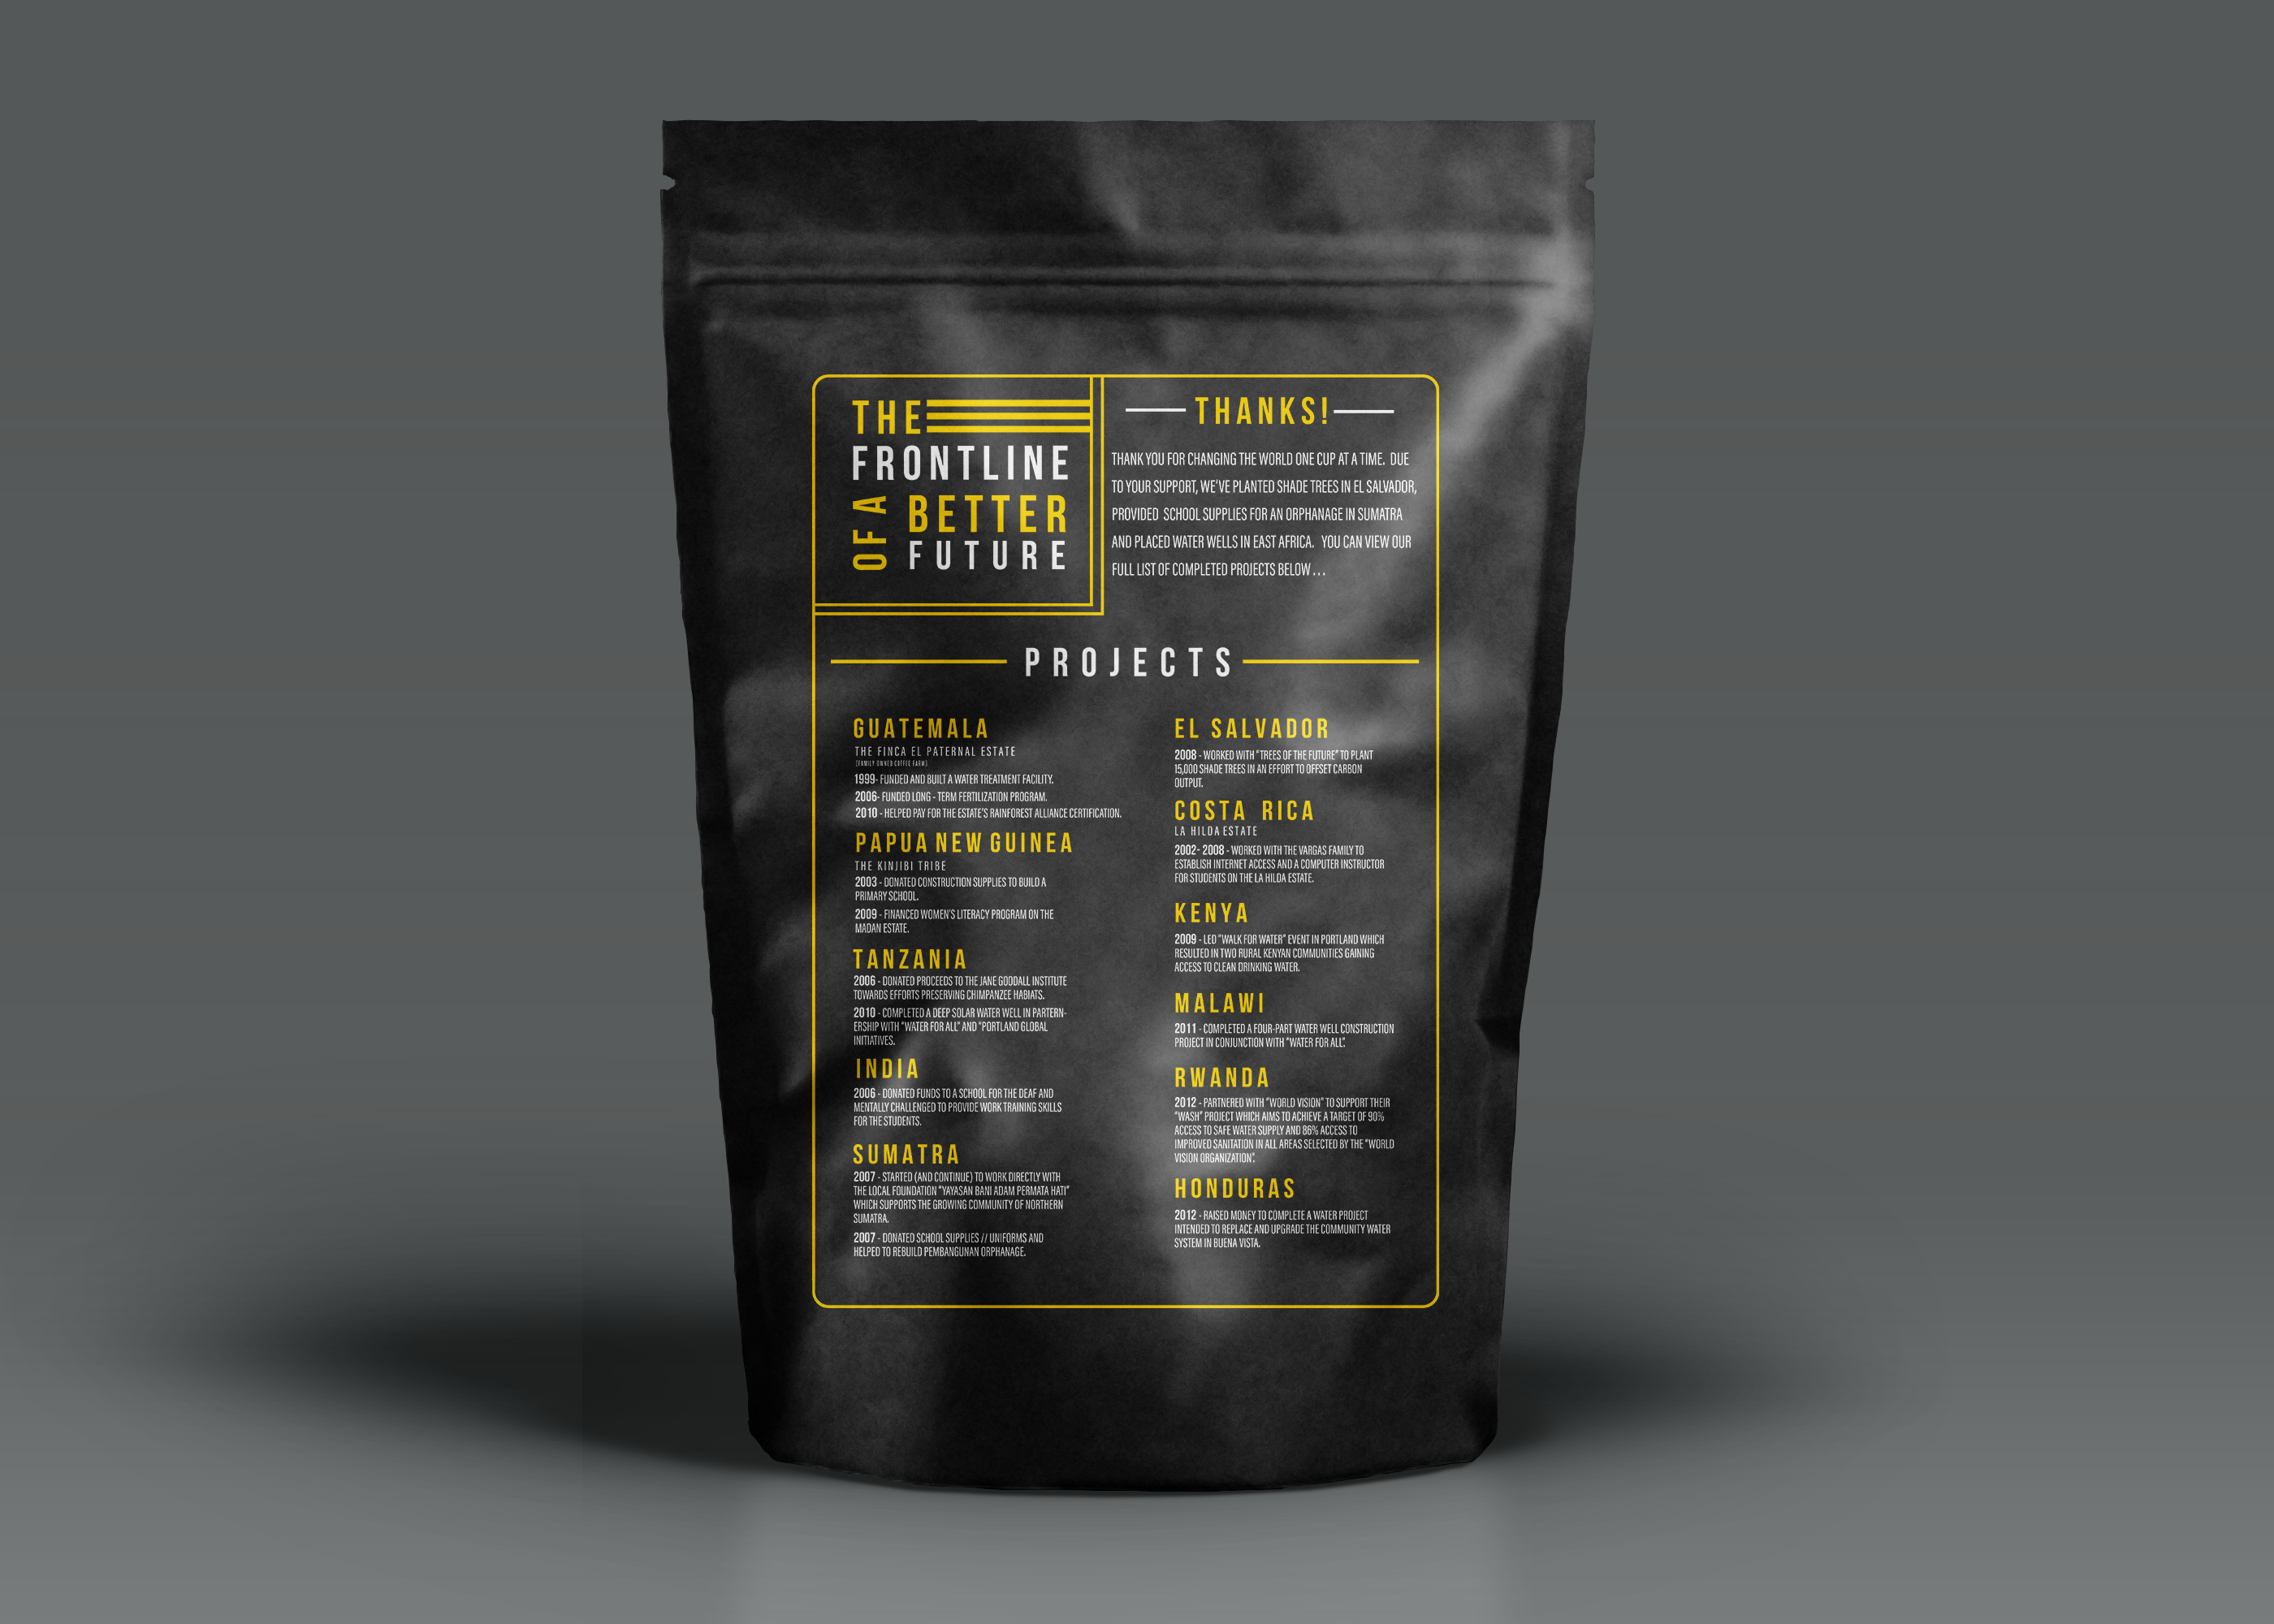 THE
FRONTLINE
OF A BETTER
FUTURE
THANKS!
THANK YOU FOR CHANGING THE WORLD ONE CUP AT A TIME. DUE
TO YOUR SUPPORT, WE'VE PLANTED SHADE TREES IN EL SALVADOR,
PROVIDED SCHOOL SUPPLIES FOR AN ORPHANAGE IN SUMATRA
AND PLACED WATER WELLS IN EAST AFRICA. YOU CAN VIEW OUR
FULL LIST OF COMPLETED PROJECTS BELOW ...
PROJECTS
GUATEMALA
THE FINCA EL PATERNAL ESTATE
(FAMILY OWNED COFFEE FARM)
1999- FUNDED AND BUILT A WATER TREATMENT FACILITY.
2006- FUNDED LONG - TERM FERTILIZATION PROGRAM.
2010 - HELPED PAY FOR THE ESTATE'S RAINFOREST ALLIANCE CERTIFICATION.
PAPUA NEW GUINEA
THE KINJIBI TRIBE
2003 - DONATED CONSTRUCTION SUPPLIES TO BUILD A
PRIMARY SCHOOL.
2009 - FINANCED WOMEN'S LITERACY PROGRAM ON THE
MADAN ESTATE.
TANZANIA
2006 - DONATED PROCEEDS TO THE JANE GOODALL INSTITUTE
TOWARDS EFFORTS PRESERVING CHIMPANZEE HABIATS.
2010 - COMPLETED A DEEP SOLAR WATER WELL IN PARTERN-
ERSHIP WITH "WATER FOR ALL" AND "PORTLAND GLOBAL
INITIATIVES.
INDIA
2006 - DONATED FUNDS TO A SCHOOL FOR THE DEAF AND
MENTALLY CHALLENGED TO PROVIDE WORK TRAINING SKILLS
FOR THE STUDENTS.
SUMATRA
2007 - STARTED (AND CONTINUE) TO WORK DIRECTLY WITH
THE LOCAL FOUNDATION "YAYASAN BANI ADAM PERMATA HATI"
WHICH SUPPORTS THE GROWING COMMUNITY OF NORTHERN
SUMATRA.
2007 - DONATED SCHOOL SUPPLIES // UNIFORMS AND
HELPED TO REBUILD PEMBANGUNAN ORPHANAGE.
EL SALVADOR
2008 - WORKED WITH "TREES OF THE FUTURE" TO PLANT
15,000 SHADE TREES IN AN EFFORT TO OFFSET CARBON
OUTPUT.
COSTA RICA
LA HILDA ESTATE
2002- 2008 - WORKED WITH THE VARGAS FAMILY TO
ESTABLISH INTERNET ACCESS AND A COMPUTER INSTRUCTOR
FOR STUDENTS ON THE LA HILDA ESTATE.
KENYA
2009 - LED "WALK FOR WATER" EVENT IN PORTLAND WHICH
RESULTED IN TWO RURAL KENYAN COMMUNITIES GAINING
ACCESS TO CLEAN DRINKING WATER.
MALAWI
2011 - COMPLETED A FOUR-PART WATER WELL CONSTRUCTION
PROJECT IN CONJUNCTION WITH "WATER FOR ALL".
RWANDA
2012 - PARTNERED WITH "WORLD VISION" TO SUPPORT THEIR
"WASH" PROJECT WHICH AIMS TO ACHIEVE A TARGET OF 90%
ACCESS TO SAFE WATER SUPPLY AND 86% ACCESS TO
IMPROVED SANITATION IN ALL AREAS SELECTED BY THE "WORLD
VISION ORGANIZATION".
HONDURAS
2012 - RAISED MONEY TO COMPLETE A WATER PROJECT
INTENDED TO REPLACE AND UPGRADE THE COMMUNITY WATER
SYSTEM IN BUENA VISTA.